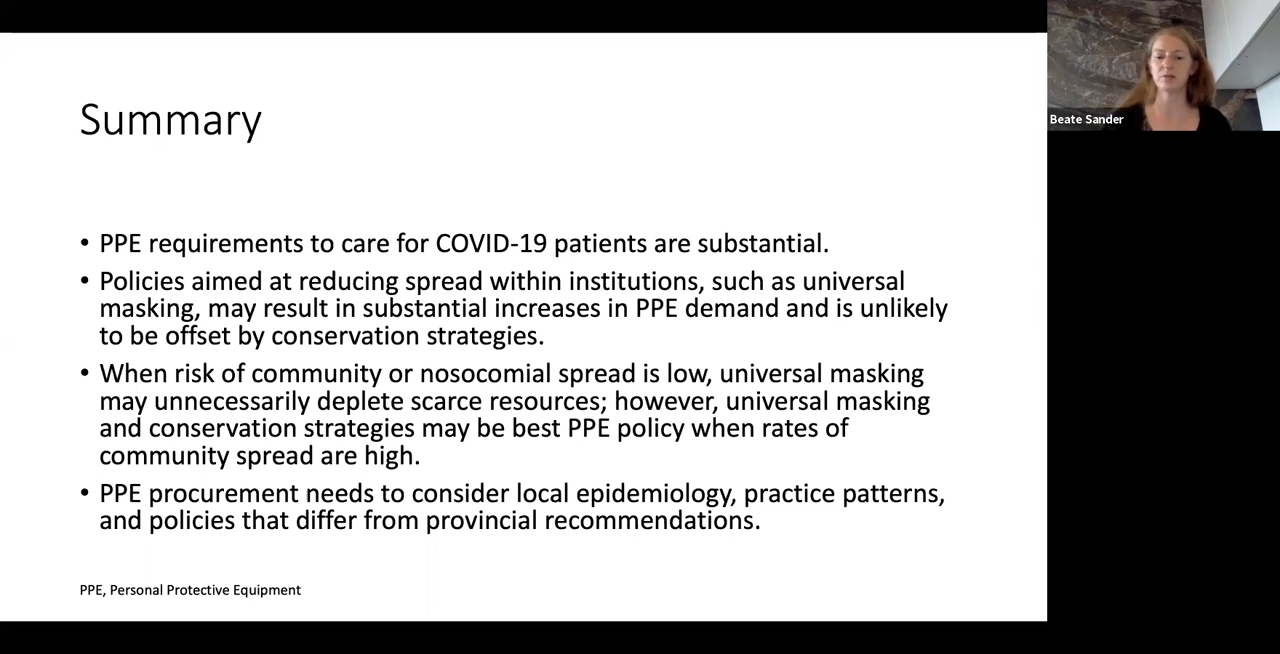 Summary
• PPE requirements to care for COVID-19 patients are substantial.
• Policies aimed at reducing spread within institutions, such as universal
masking, may result in substantial increases in PPE demand and is unlikely
to be offset by conservation strategies.
• When risk of community or nosocomial spread is low, universal masking
may unnecessarily deplete scarce resources; however, universal masking
and conservation strategies may be best PPE policy when rates of
community spread are high.
• PPE procurement needs to consider local epidemiology, practice patterns,
and policies that differ from provincial recommendations.
PPE, Personal Protective Equipment
Beate Sander